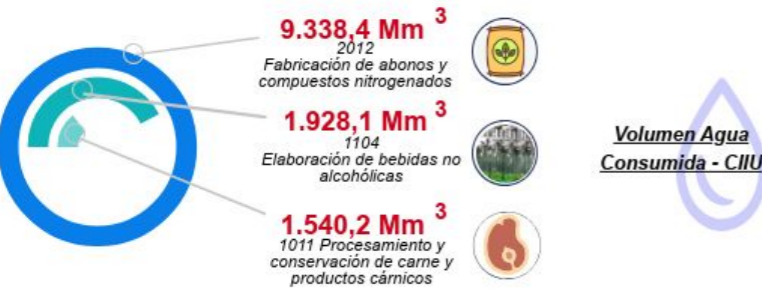 9.338,4 Mm 3
2012
Fabricación de abonos y
compuestos nitrogenados
1.928,1 Mm 3
1104
Elaboración de bebidas no
alcohólicas
1.540,2 Mm 3
1011 Procesamiento y
conservación de carne y
productos cárnicos
Volumen Agua
Consumida - CIIU